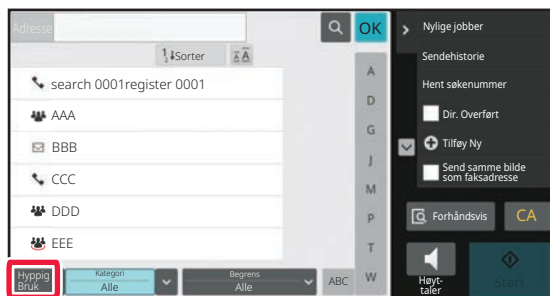 Adresse
OK
Sorter
search 0001register 0001
AAA
BBB
CCC
DDD
EEE
A
D
G
J
M
P
T
W
Hyppig
Bruk
Kategori
Alle
Begrens
Alle
ABC
Nylige jobber
Sendehistorie
Hent søkenummer
Dir. Overført
Tilføy Ny
Send samme bilde
som faksadresse
Forhåndsvis
CA
Høyt-
taler
Start